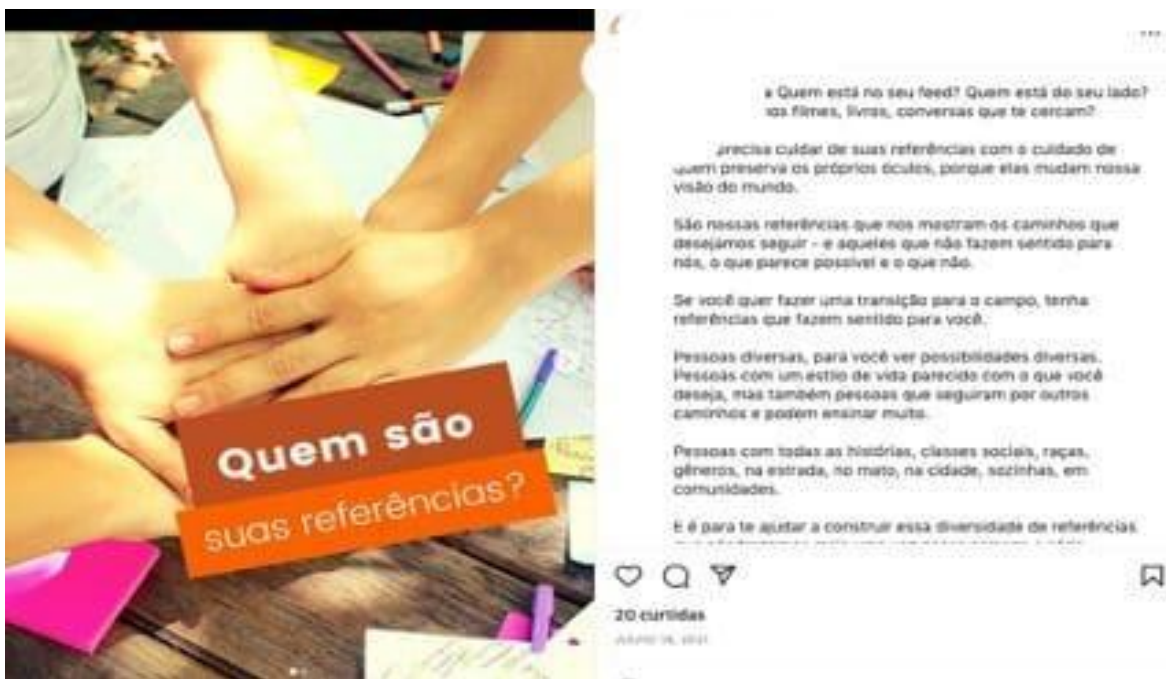 Quem são
suas referências?
a Quem está no seu feed? Quem está do seu lado?
nos filmes, livros, conversas que te cercam?
precisa cuidar de suas referências com o cuidado de
quem preserva os próprios óculos, porque elas mudam nossa
visão do mundo.
São nossas referências que nos mostram os caminhos que
desejamos seguir - e aqueles que não fazem sentido para
nós, o que parece possível e o que não.
Se você quer fazer uma transição para o campo, tenha
referências que fazem sentido para você.
Pessoas diversas, para você ver possibilidades diversas.
Pessoas com um estilo de vida parecido com o que você
deseja, mas também pessoas que seguiram por outros
caminhos e podem ensinar muito.
Pessoas com todas as histórias, classes sociais, raças,
gêneros, na estrada, no mato, na cidade, sozinhas, em
comunidades.
E é para te ajudar a construir essa diversidade de referências
20 curtidas